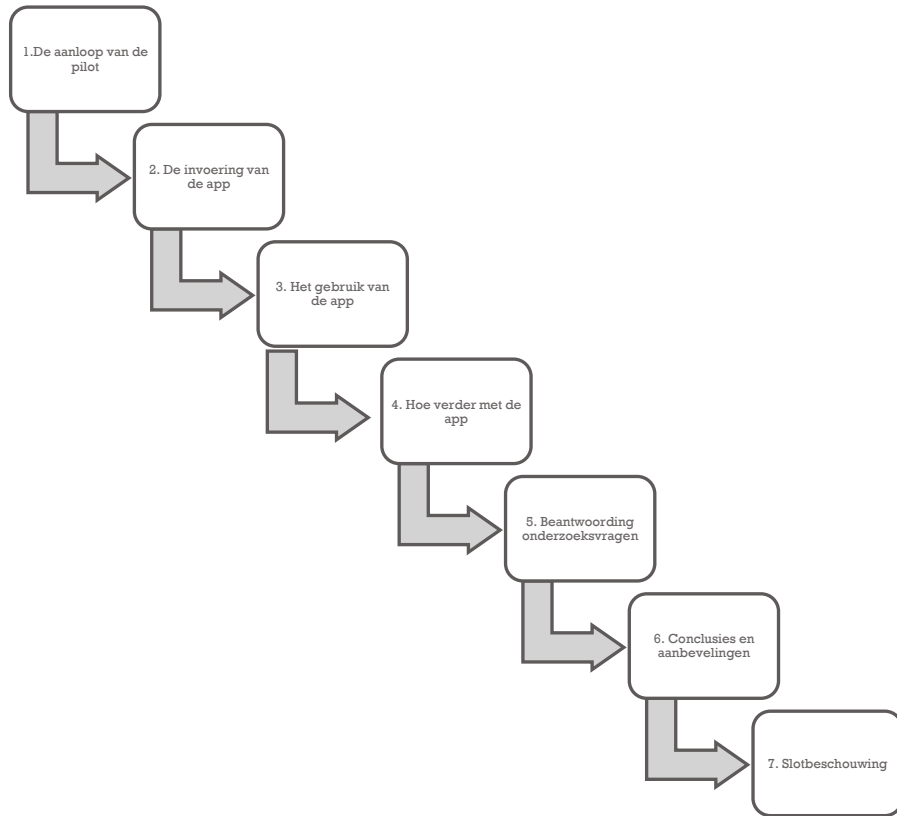 1.De aanloop van de
pilot
2. De invoering van
de app
3. Het gebruik van
de app
4. Hoe verder met de
app
5. Beantwoording
onderzoeksvragen
6. Conclusies en
aanbevelingen
7. Slotbeschouwing